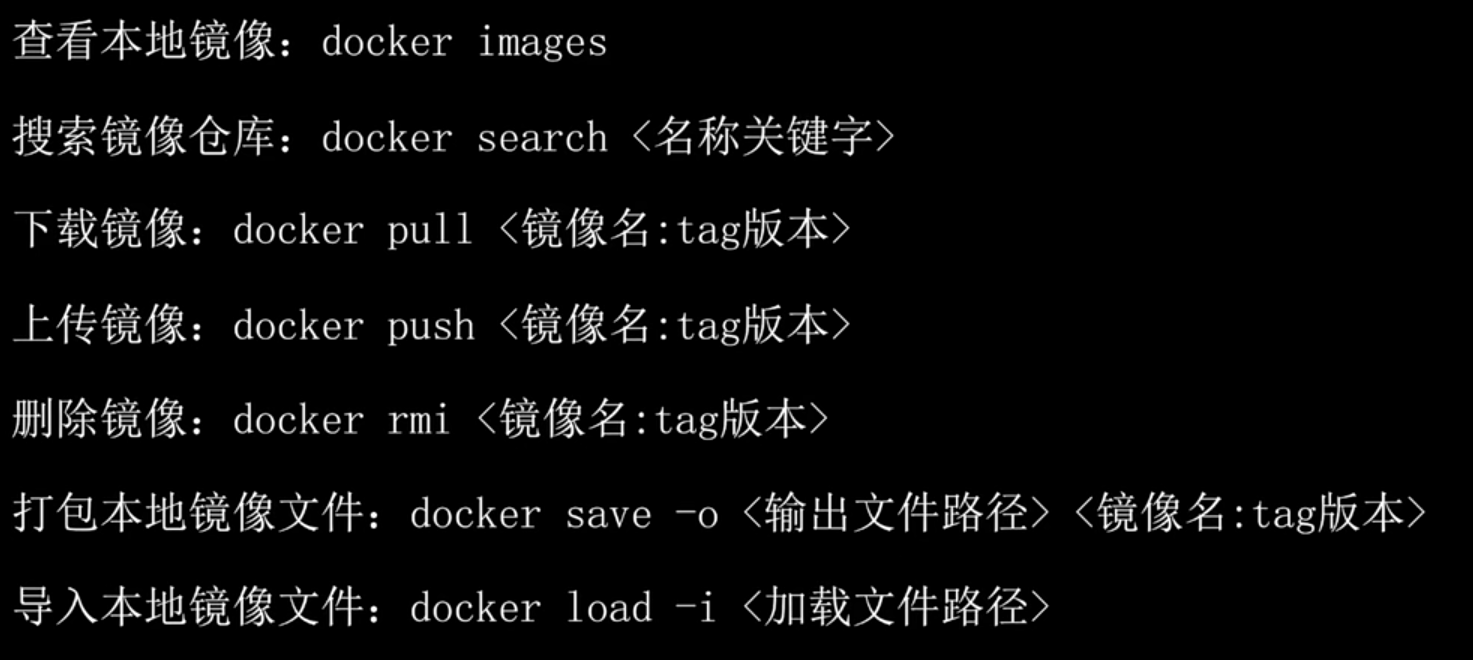 查看本地镜像：docker images
搜索镜像仓库：docker search <名称关键字>
下载镜像：docker pull <镜像名:tag版本>
上传镜像：docker push <镜像名:tag版本>
删除镜像：docker rmi <镜像名:tag版本>
打包本地镜像文件：docker save -o <输出文件路径> <镜像名:tag版本>
导入本地镜像文件：docker load -i <加载文件路径>